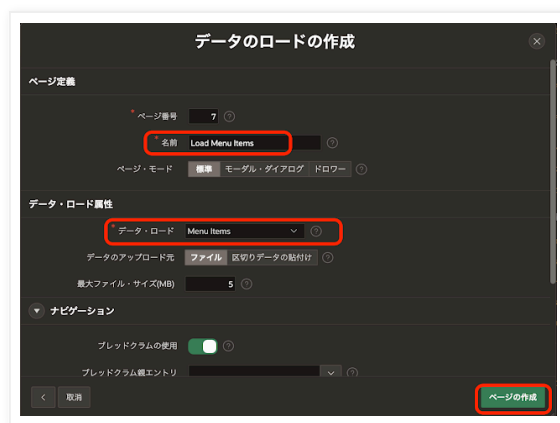 データのロードの作成
ページ定義
* ページ番号 7
* 名前 Load Menu Items
ページ・モード 標準 モーダル・ダイアログ ドロワー
データ・ロード属性
* データ・ロード Menu Items
データのアップロード元 ファイル 区切りデータの貼付け
最大ファイル・サイズ(MB) 5
ナビゲーション
ブレッドクラムの使用
ブレッドクラム親エントリ
取消 ページの作成